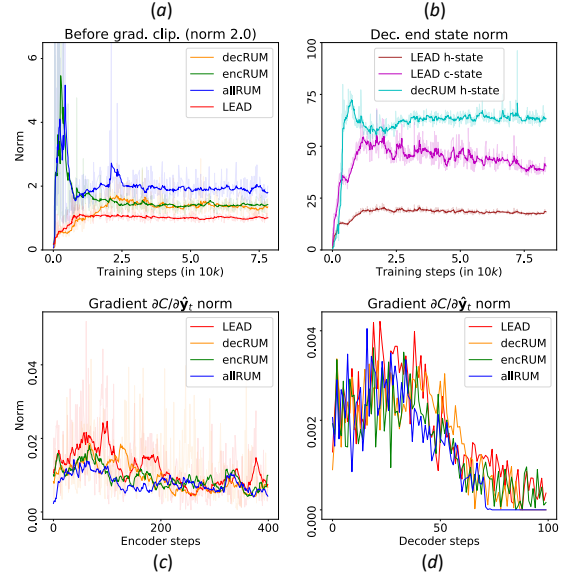 (a)
(b)
Before grad. clip. (norm 2.0)
Dec. end state norm
decRUM
encRUM
allRUM
LEAD
LEAD h-state
LEAD c-state
decRUM h-state
Norm
6
4
2
0
100
75
50
25
0
0.0 2.5 5.0 7.5
Training steps (in 10k)
0.0 2.5 5.0 7.5
Training steps (in 10k)
Gradient ∂C/∂ŷ_t norm
Gradient ∂C/∂ŷ_t norm
LEAD
decRUM
encRUM
allRUM
LEAD
decRUM
encRUM
allRUM
Norm
0.04
0.02
0.00
0.004
0.002
0.000
0 200 400
Encoder steps
0 50 100
Decoder steps
(c)
(d)